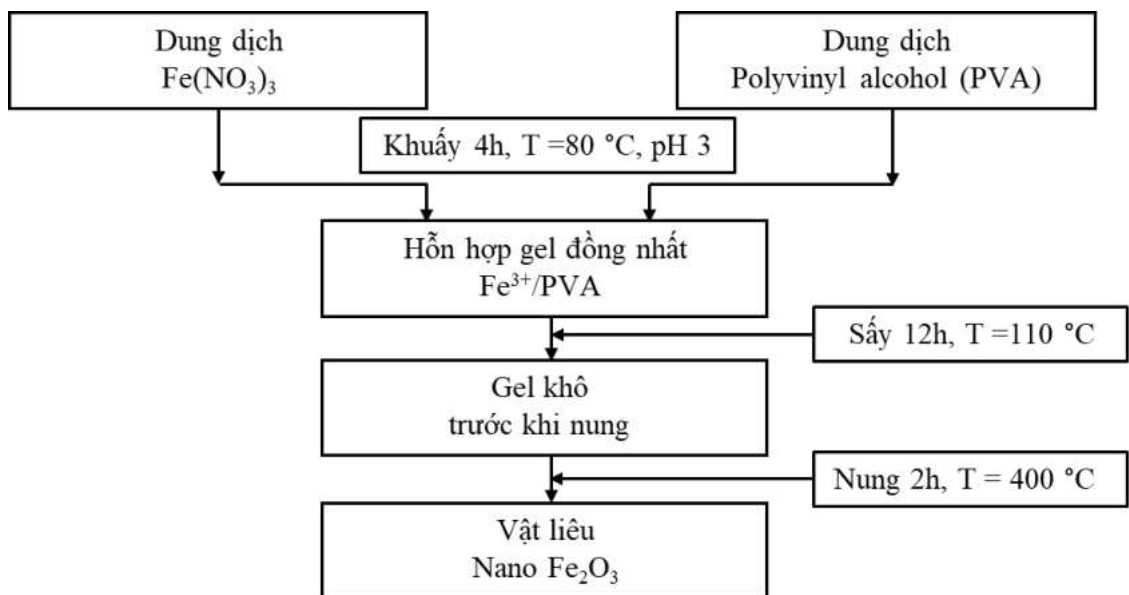 Dung dịch
Fe(NO₃)₃
Dung dịch
Polyvinyl alcohol (PVA)
Khuấy 4h, T =80 °C, pH 3
Hỗn hợp gel đồng nhất
Fe³⁺/PVA
Sấy 12h, T =110 °C
Gel khô
trước khi nung
Nung 2h, T = 400 °C
Vật liêu
Nano Fe₂O₃